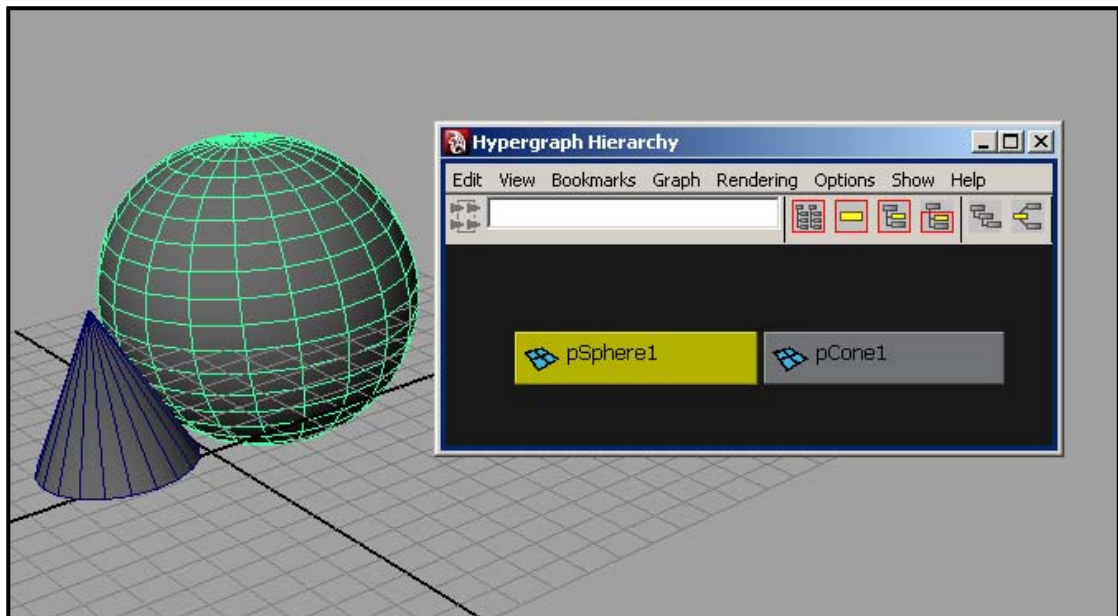 Hypergraph Hierarchy
Edit View Bookmarks Graph Rendering Options Show Help
pSphere1 pCone1